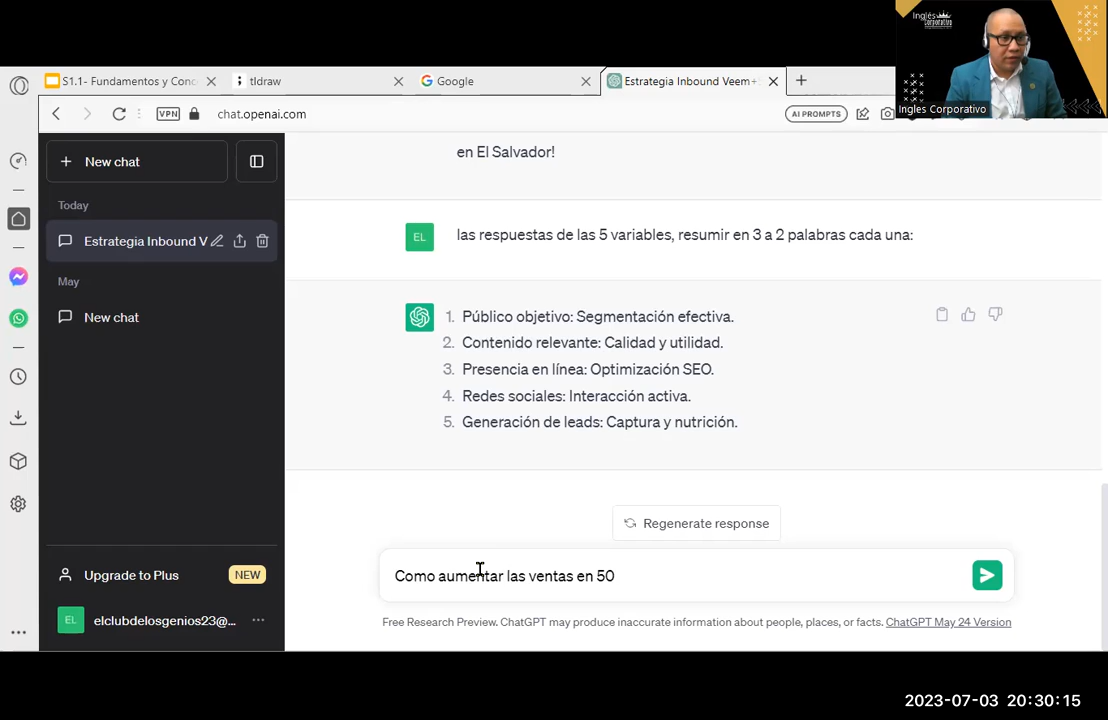 Inglés
Corporativo
Ingles Corporativo
S1.1- Fundamentos y Conc
tldraw
Google
Estrategia Inbound Veem+
VPN
chat.openai.com
AI PROMPTS
New chat
Today
Estrategia Inbound V
May
New chat
Upgrade to Plus
NEW
EL
elclubdelosgenios23@...
en El Salvador!
EL
las respuestas de las 5 variables, resumir en 3 a 2 palabras cada una:
1. Público objetivo: Segmentación efectiva.
2. Contenido relevante: Calidad y utilidad.
3. Presencia en línea: Optimización SEO.
4. Redes sociales: Interacción activa.
5. Generación de leads: Captura y nutrición.
Regenerate response
Como aumentar las ventas en 50
Free Research Preview. ChatGPT may produce inaccurate information about people, places, or facts. ChatGPT May 24 Version
2023-07-03 20:30:15